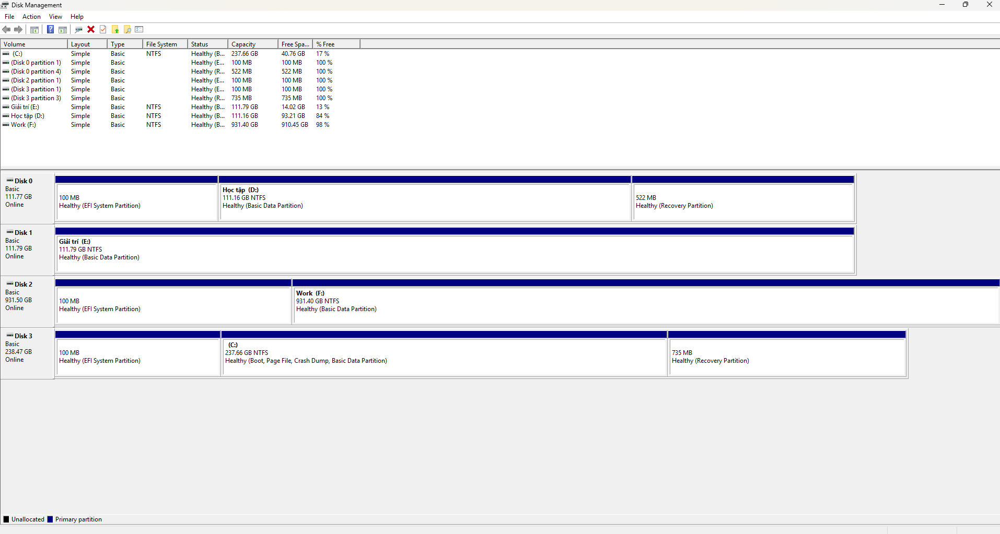 Disk Management
File Action View Help
Volume Layout Type File System Status Capacity Free Spa... % Free
(C:) Simple Basic NTFS Healthy (B... 237.66 GB 40.76 GB 17 %
(Disk 0 partition 1) Simple Basic Healthy (E... 100 MB 100 MB 100 %
(Disk 0 partition 4) Simple Basic Healthy (R... 522 MB 522 MB 100 %
(Disk 2 partition 1) Simple Basic Healthy (E... 100 MB 100 MB 100 %
(Disk 3 partition 1) Simple Basic Healthy (E... 100 MB 100 MB 100 %
(Disk 3 partition 3) Simple Basic Healthy (R... 735 MB 735 MB 100 %
Giải trí (E:) Simple Basic NTFS Healthy (B... 111.79 GB 14.02 GB 13 %
Học tập (D:) Simple Basic NTFS Healthy (B... 111.16 GB 93.21 GB 84 %
Work (F:) Simple Basic NTFS Healthy (B... 931.40 GB 910.45 GB 98 %
Disk 0
Basic
111.77 GB
Online
100 MB
Healthy (EFI System Partition)
Học tập (D:)
111.16 GB NTFS
Healthy (Basic Data Partition)
522 MB
Healthy (Recovery Partition)
Disk 1
Basic
111.79 GB
Online
Giải trí (E:)
111.79 GB NTFS
Healthy (Basic Data Partition)
Disk 2
Basic
931.50 GB
Online
100 MB
Healthy (EFI System Partition)
Work (F:)
931.40 GB NTFS
Healthy (Basic Data Partition)
Disk 3
Basic
238.47 GB
Online
100 MB
Healthy (EFI System Partition)
(C:)
237.66 GB NTFS
Healthy (Boot, Page File, Crash Dump, Basic Data Partition)
735 MB
Healthy (Recovery Partition)
Unallocated Primary partition